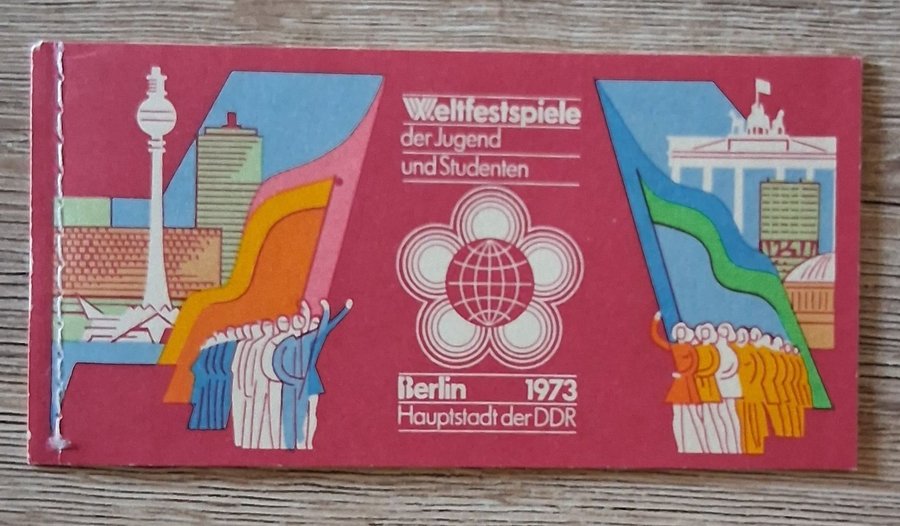 Weltfestspiele
der Jugend
und Studenten
Berlin 1973
Hauptstadt der DDR